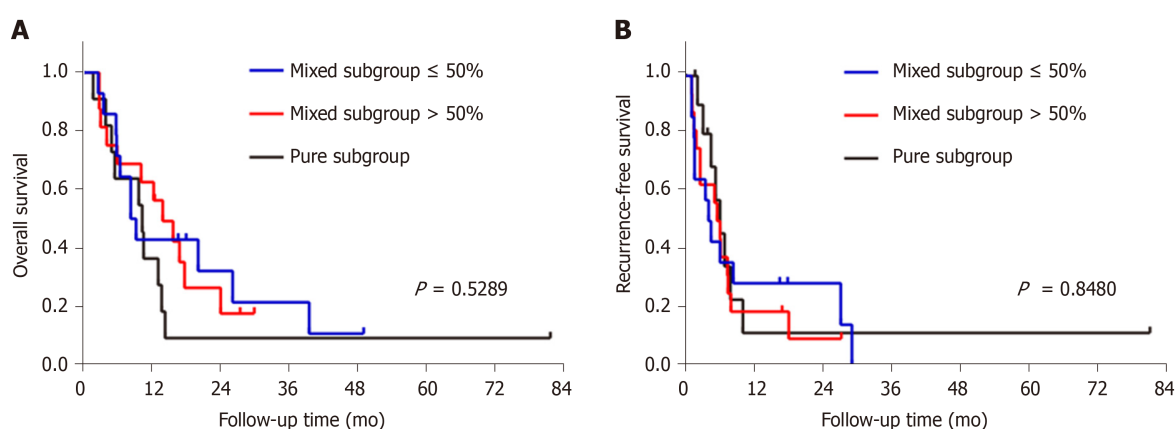 A
Mixed subgroup ≤ 50%
Mixed subgroup > 50%
Pure subgroup
1.0
0.8
0.6
0.4
0.2
0.0
Overall survival
P = 0.5289
0 12 24 36 48 60 72 84
Follow-up time (mo)
B
Mixed subgroup ≤ 50%
Mixed subgroup > 50%
Pure subgroup
1.0
0.8
0.6
0.4
0.2
0.0
Recurrence-free survival
P = 0.8480
0 12 24 36 48 60 72 84
Follow-up time (mo)